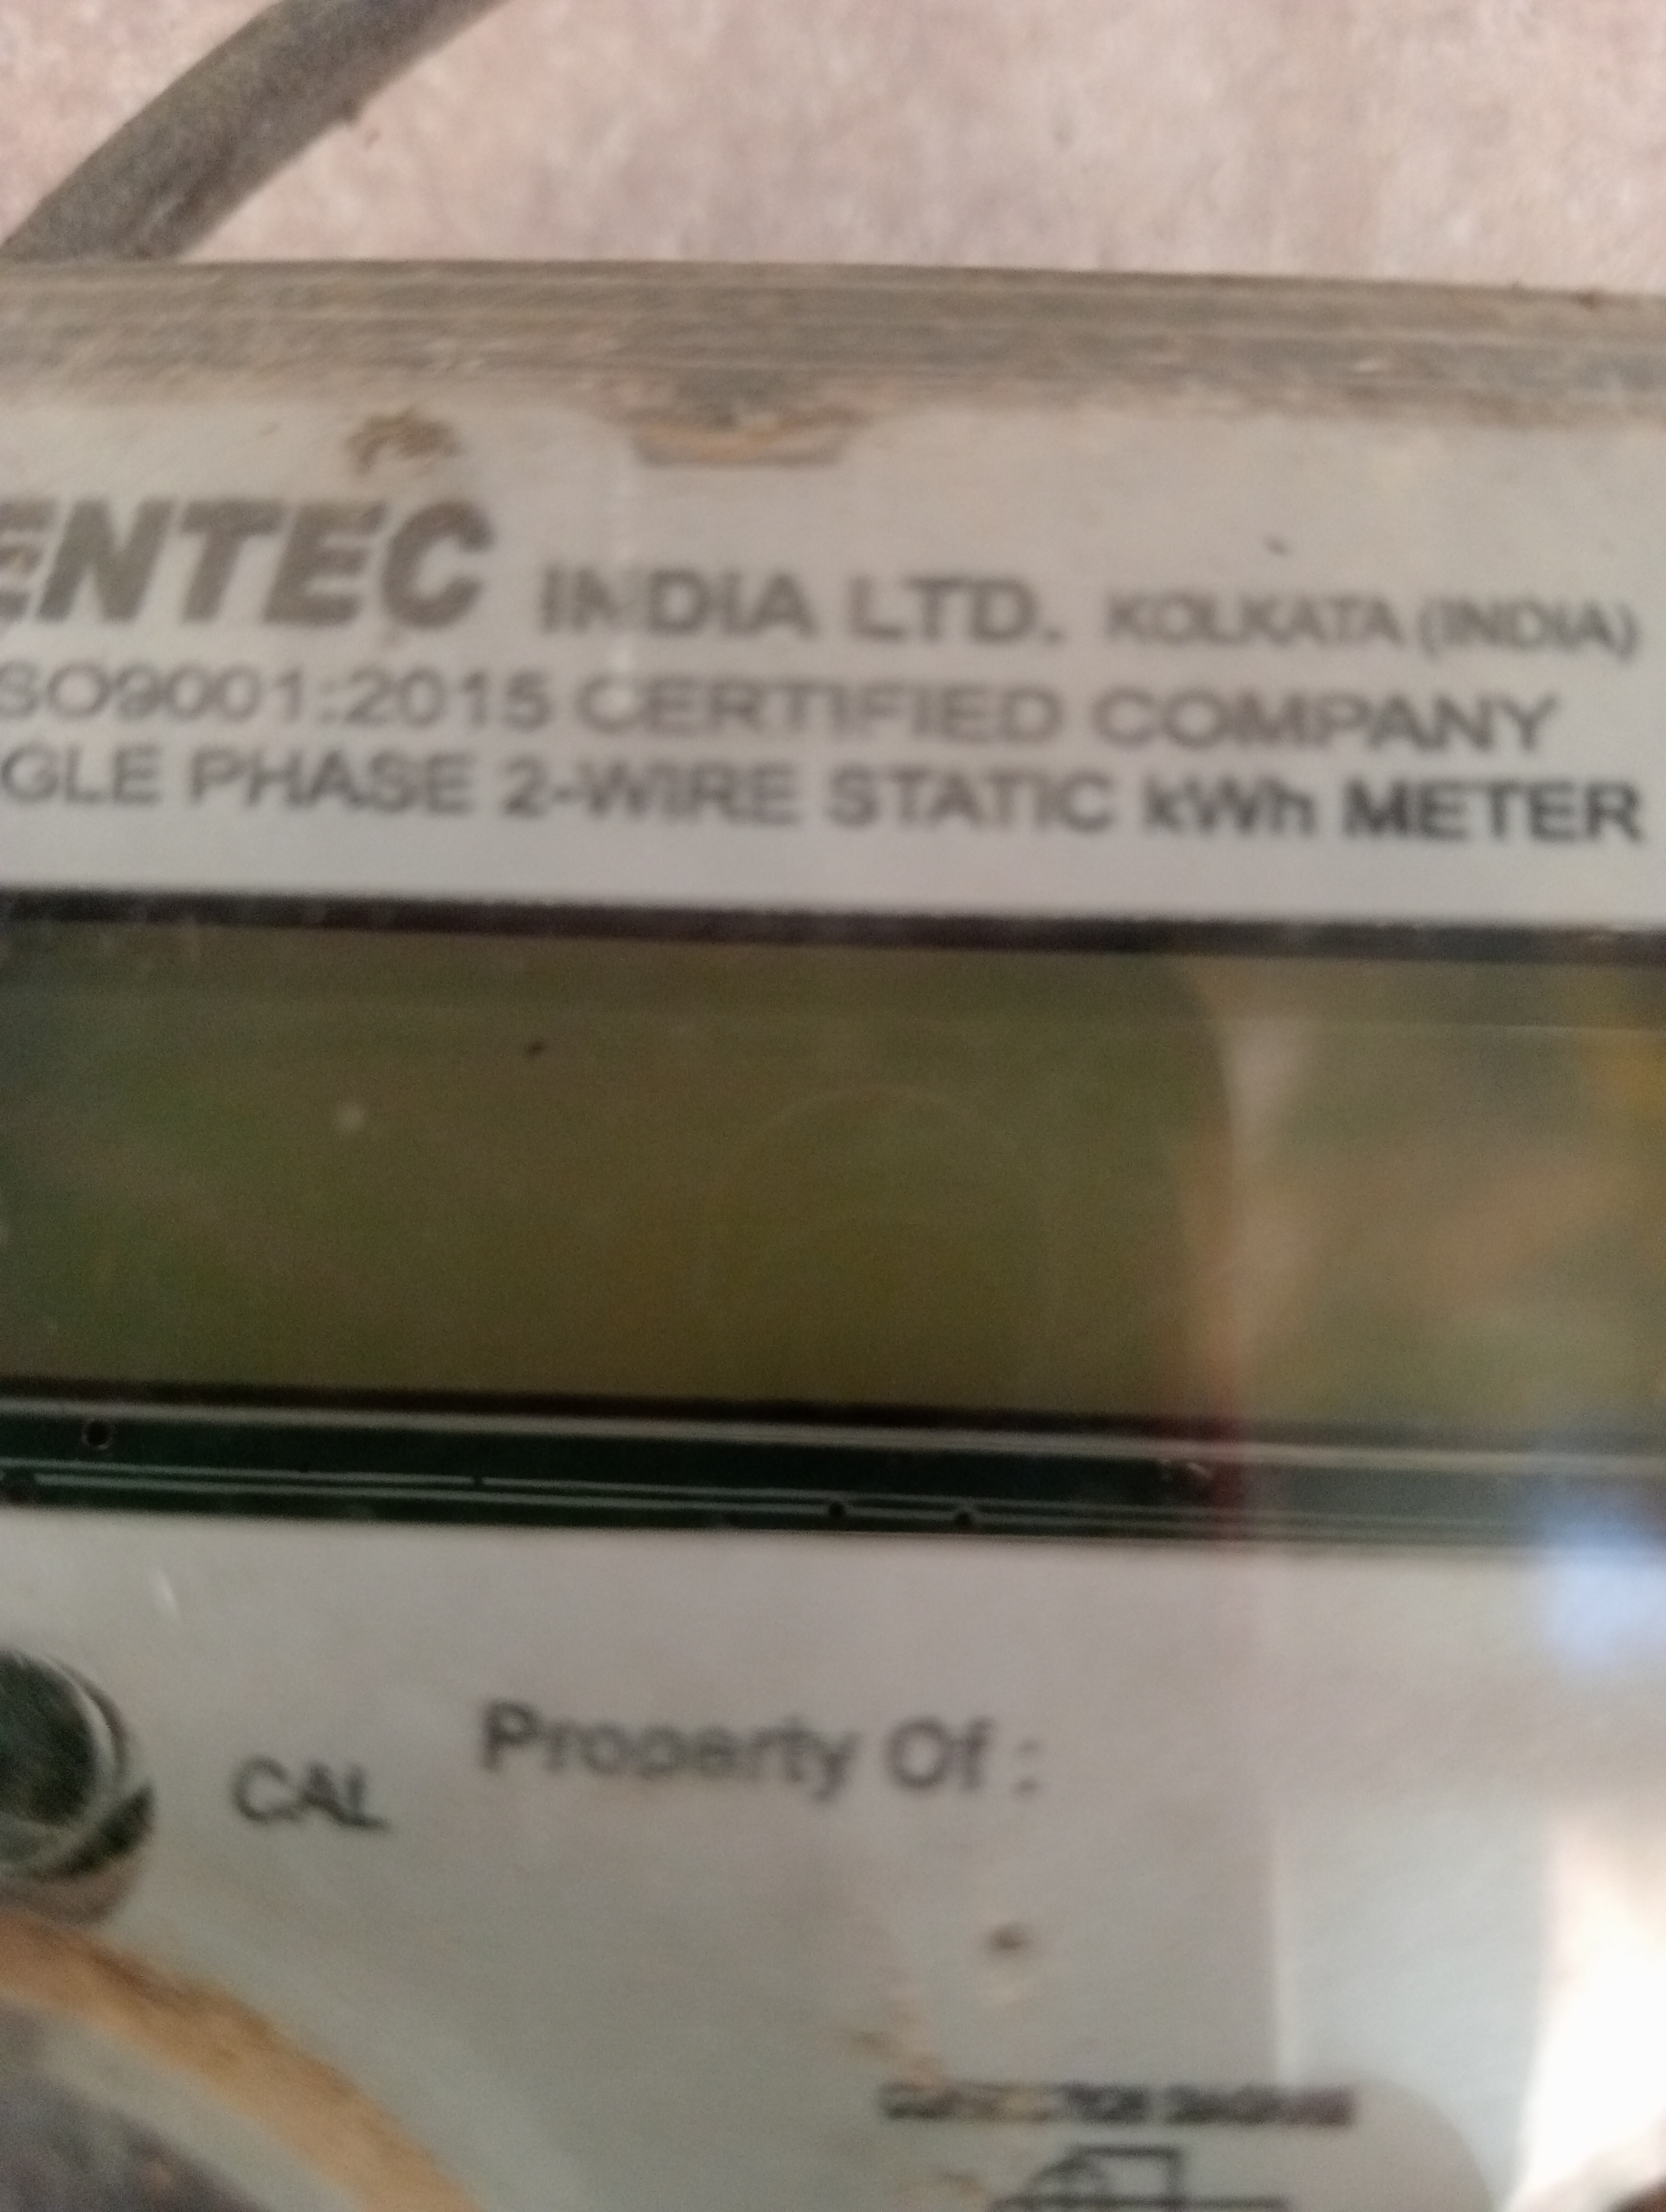 ENTEC INDIA LTD. KOLKATA (INDIA)
SO9001:2015 CERTIFIED COMPANY
GLE PHASE 2-WIRE STATIC kWh METER
CAL
Property Of :